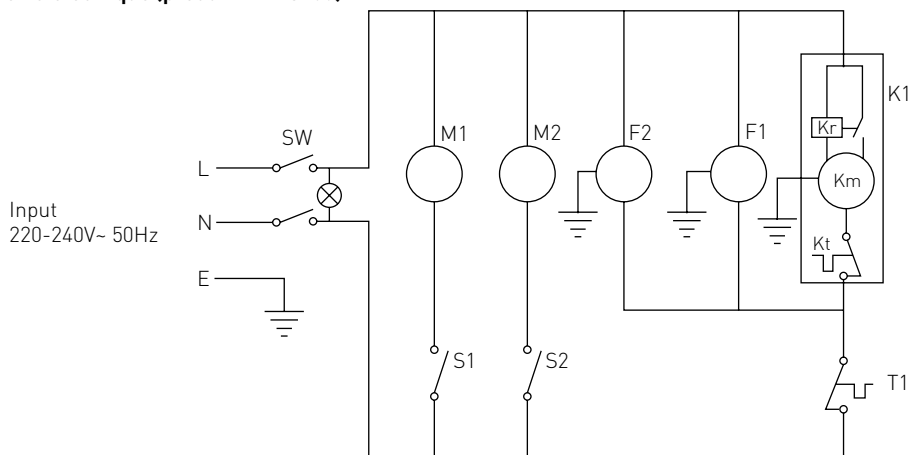 K1
SW
M1
M2
F2
F1
Kr
L
Km
Input
220-240V~ 50Hz
N
Kt
E
S1
S2
T1